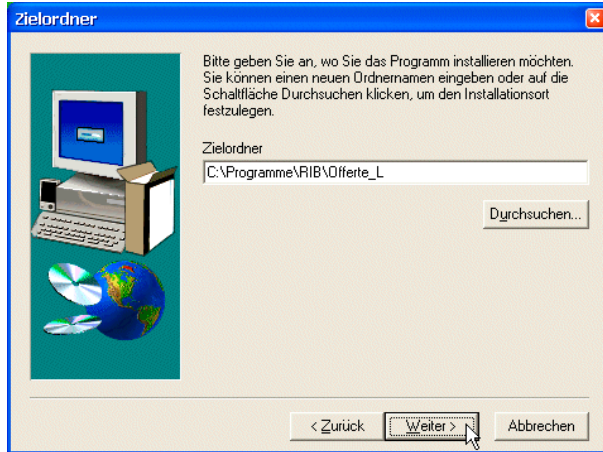 Zielordner
Bitte geben Sie an, wo Sie das Programm installieren möchten.
Sie können einen neuen Ordnernamen eingeben oder auf die
Schaltfläche Durchsuchen klicken, um den Installationsort
festzulegen.
Zielordner
C:\Programme\RIB\Offerte_L
Durchsuchen...
< Zurück
Weiter >
Abbrechen